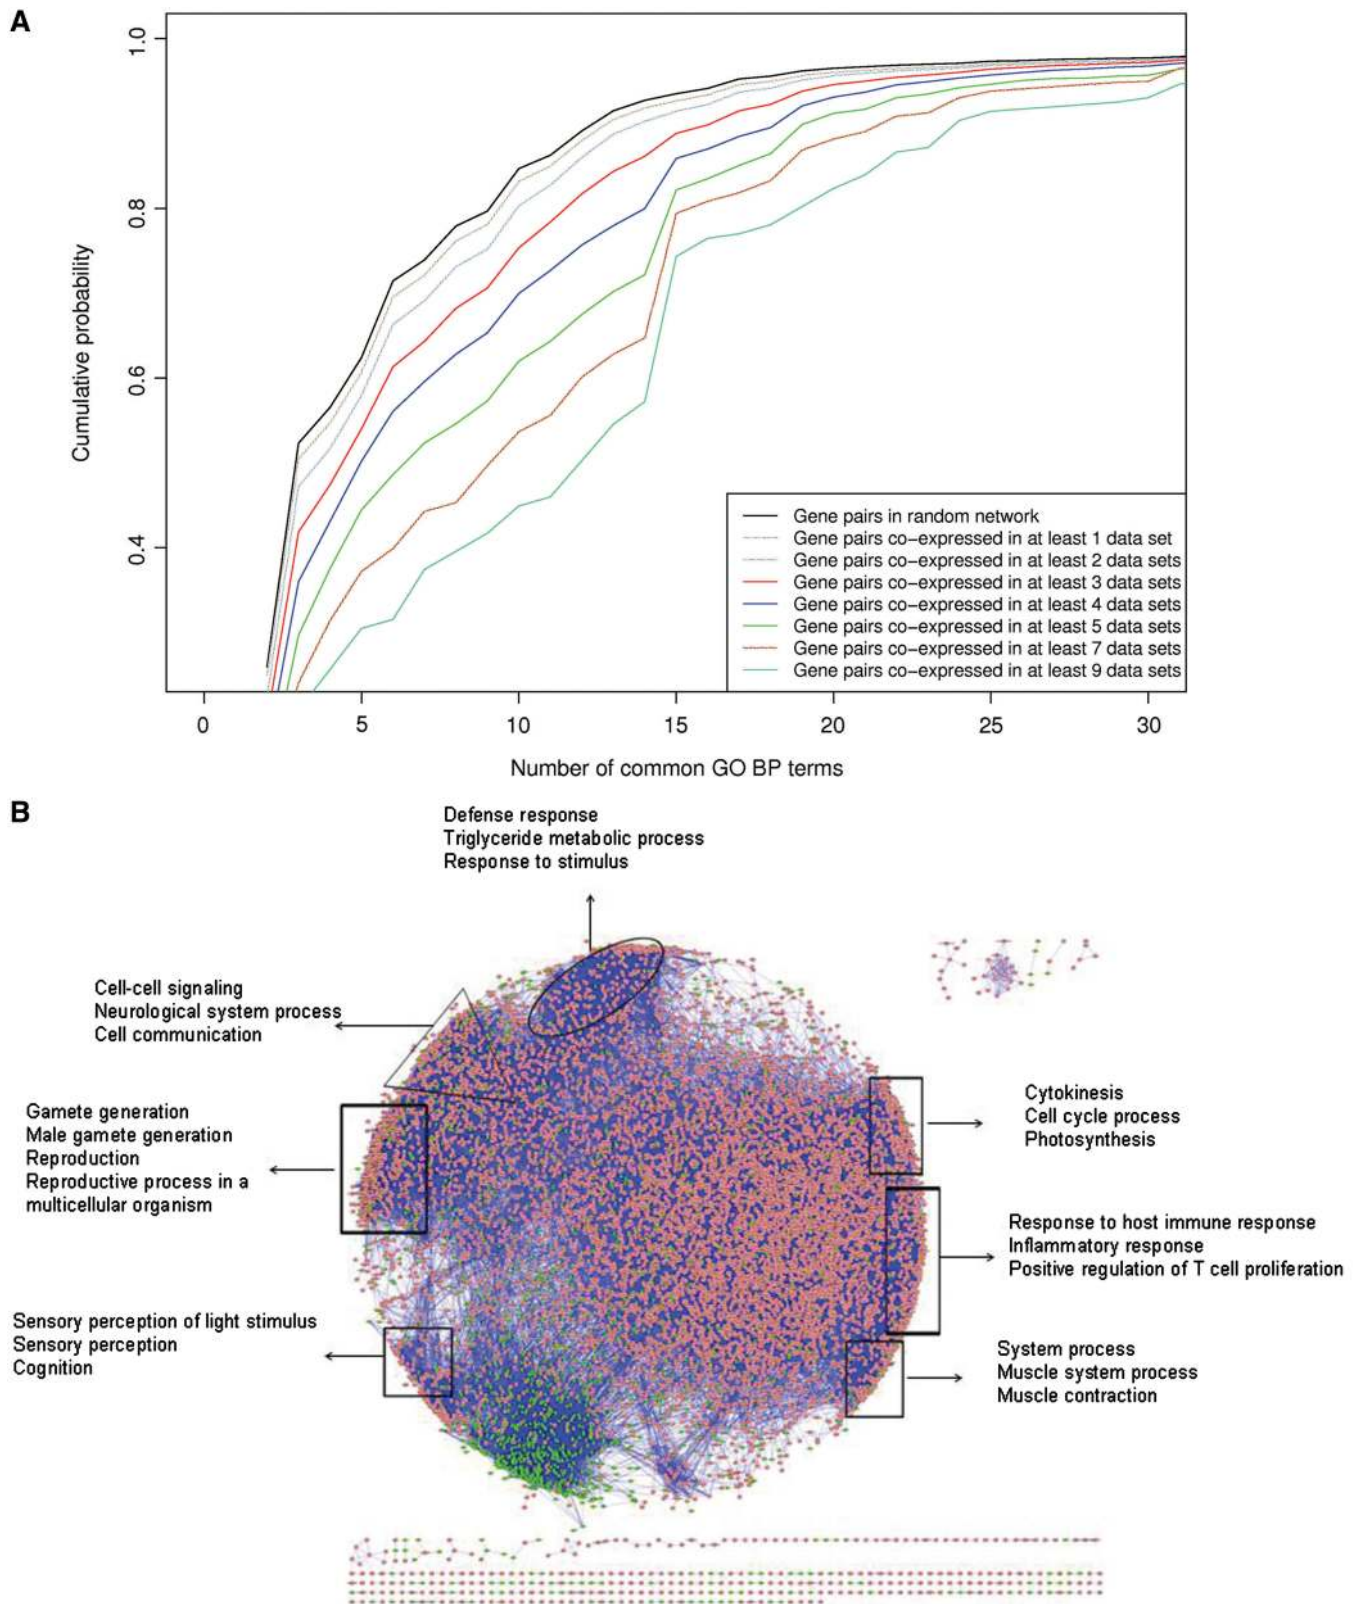 A
1.0
0.8
0.6
0.4
Cumulative probability
Gene pairs in random network
Gene pairs co-expressed in at least 1 data set
Gene pairs co-expressed in at least 2 data sets
Gene pairs co-expressed in at least 3 data sets
Gene pairs co-expressed in at least 4 data sets
Gene pairs co-expressed in at least 5 data sets
Gene pairs co-expressed in at least 7 data sets
Gene pairs co-expressed in at least 9 data sets
0 5 10 15 20 25 30
Number of common GO BP terms
B
Defense response
Triglyceride metabolic process
Response to stimulus
Cell-cell signaling
Neurological system process
Cell communication
Gamete generation
Male gamete generation
Reproduction
Reproductive process in a
multicellular organism
Sensory perception of light stimulus
Sensory perception
Cognition
Cytokinesis
Cell cycle process
Photosynthesis
Response to host immune response
Inflammatory response
Positive regulation of T cell proliferation
System process
Muscle system process
Muscle contraction